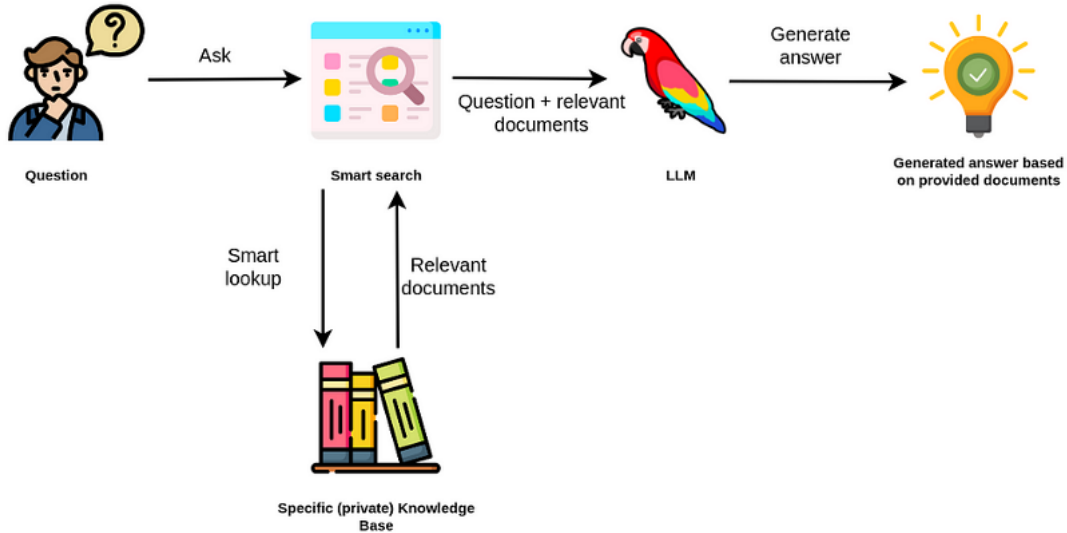 ?
Ask
Question + relevant
documents
Generate
answer
Question
Smart search
LLM
Generated answer based
on provided documents
Smart
lookup
Relevant
documents
Specific (private) Knowledge
Base